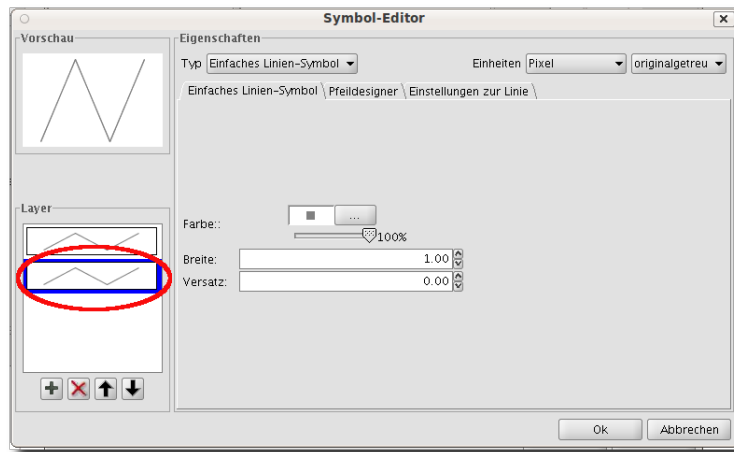 Symbol-Editor
Vorschau
Eigenschaften
Typ Einfaches Linien-Symbol Einheiten Pixel originalgetreu
Einfaches Linien-Symbol Pfeildesigner Einstellungen zur Linie
Layer
Farbe::
...
100%
Breite: 1.00
Versatz: 0.00
Ok Abbrechen